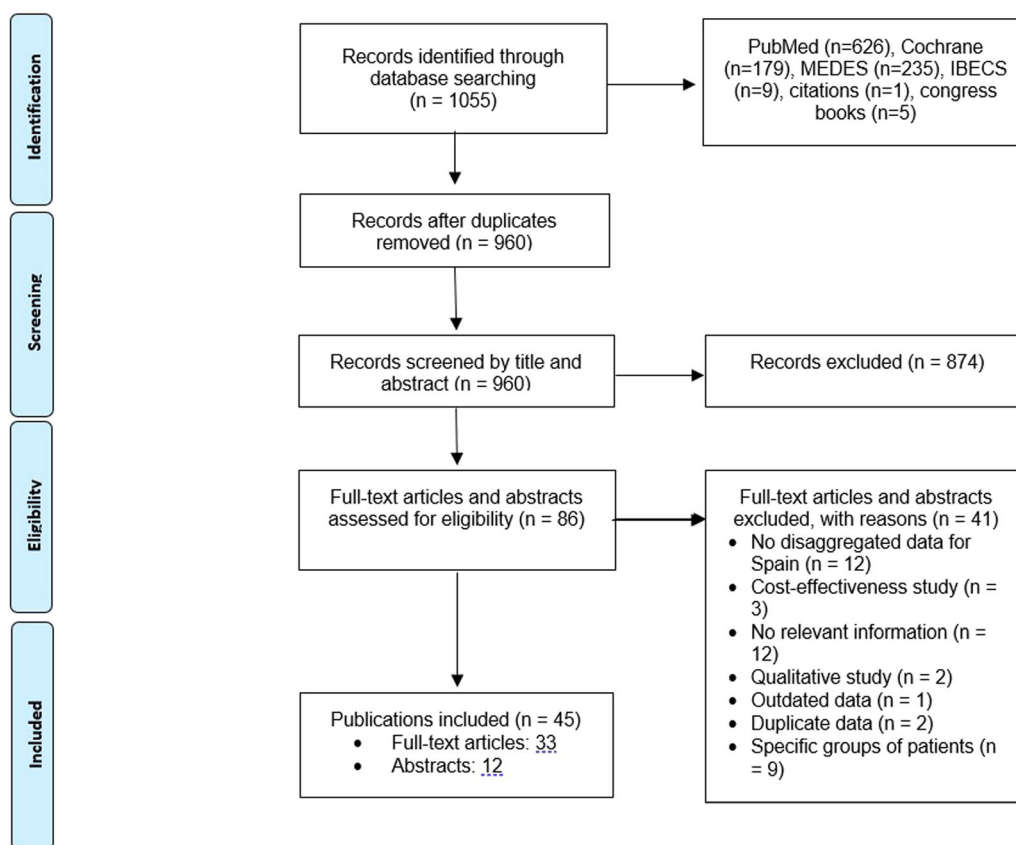 Identification
Records identified through
database searching
(n = 1055)
PubMed (n=626), Cochrane
(n=179), MEDES (n=235), IBECS
(n=9), citations (n=1), congress
books (n=5)
Screening
Records after duplicates
removed (n = 960)
Records screened by title and
abstract (n = 960)
Records excluded (n = 874)
Eligibility
Full-text articles and abstracts
assessed for eligibility (n = 86)
Full-text articles and abstracts
excluded, with reasons (n = 41)
• No disaggregated data for
Spain (n = 12)
• Cost-effectiveness study (n =
3)
• No relevant information (n =
12)
• Qualitative study (n = 2)
• Outdated data (n = 1)
• Duplicate data (n = 2)
• Specific groups of patients (n
= 9)
Included
Publications included (n = 45)
• Full-text articles: 33
• Abstracts: 12